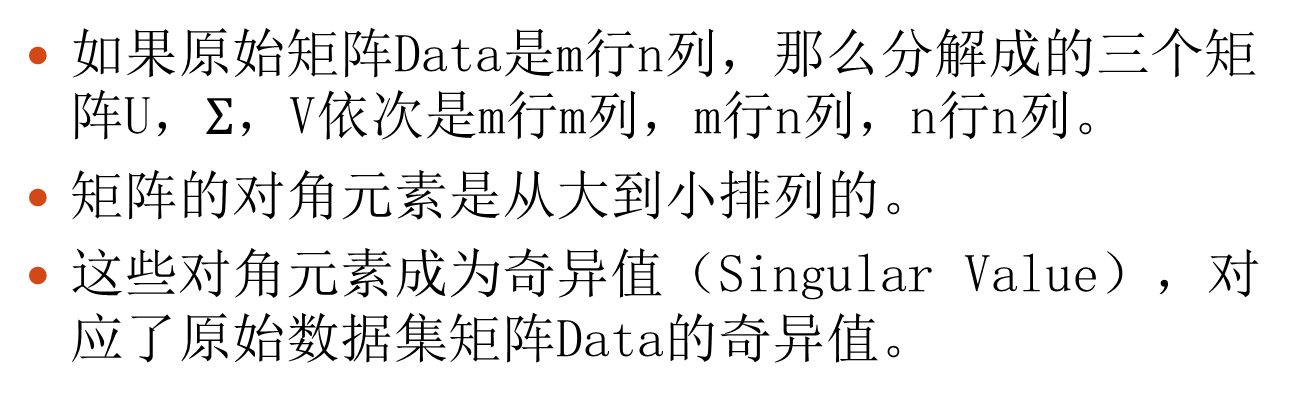 • 如果原始矩阵Data是m行n列，那么分解成的三个矩
阵U，Σ，V依次是m行m列，m行n列，n行n列。
• 矩阵的对角元素是从大到小排列的。
• 这些对角元素成为奇异值（Singular Value），对
应了原始数据集矩阵Data的奇异值。